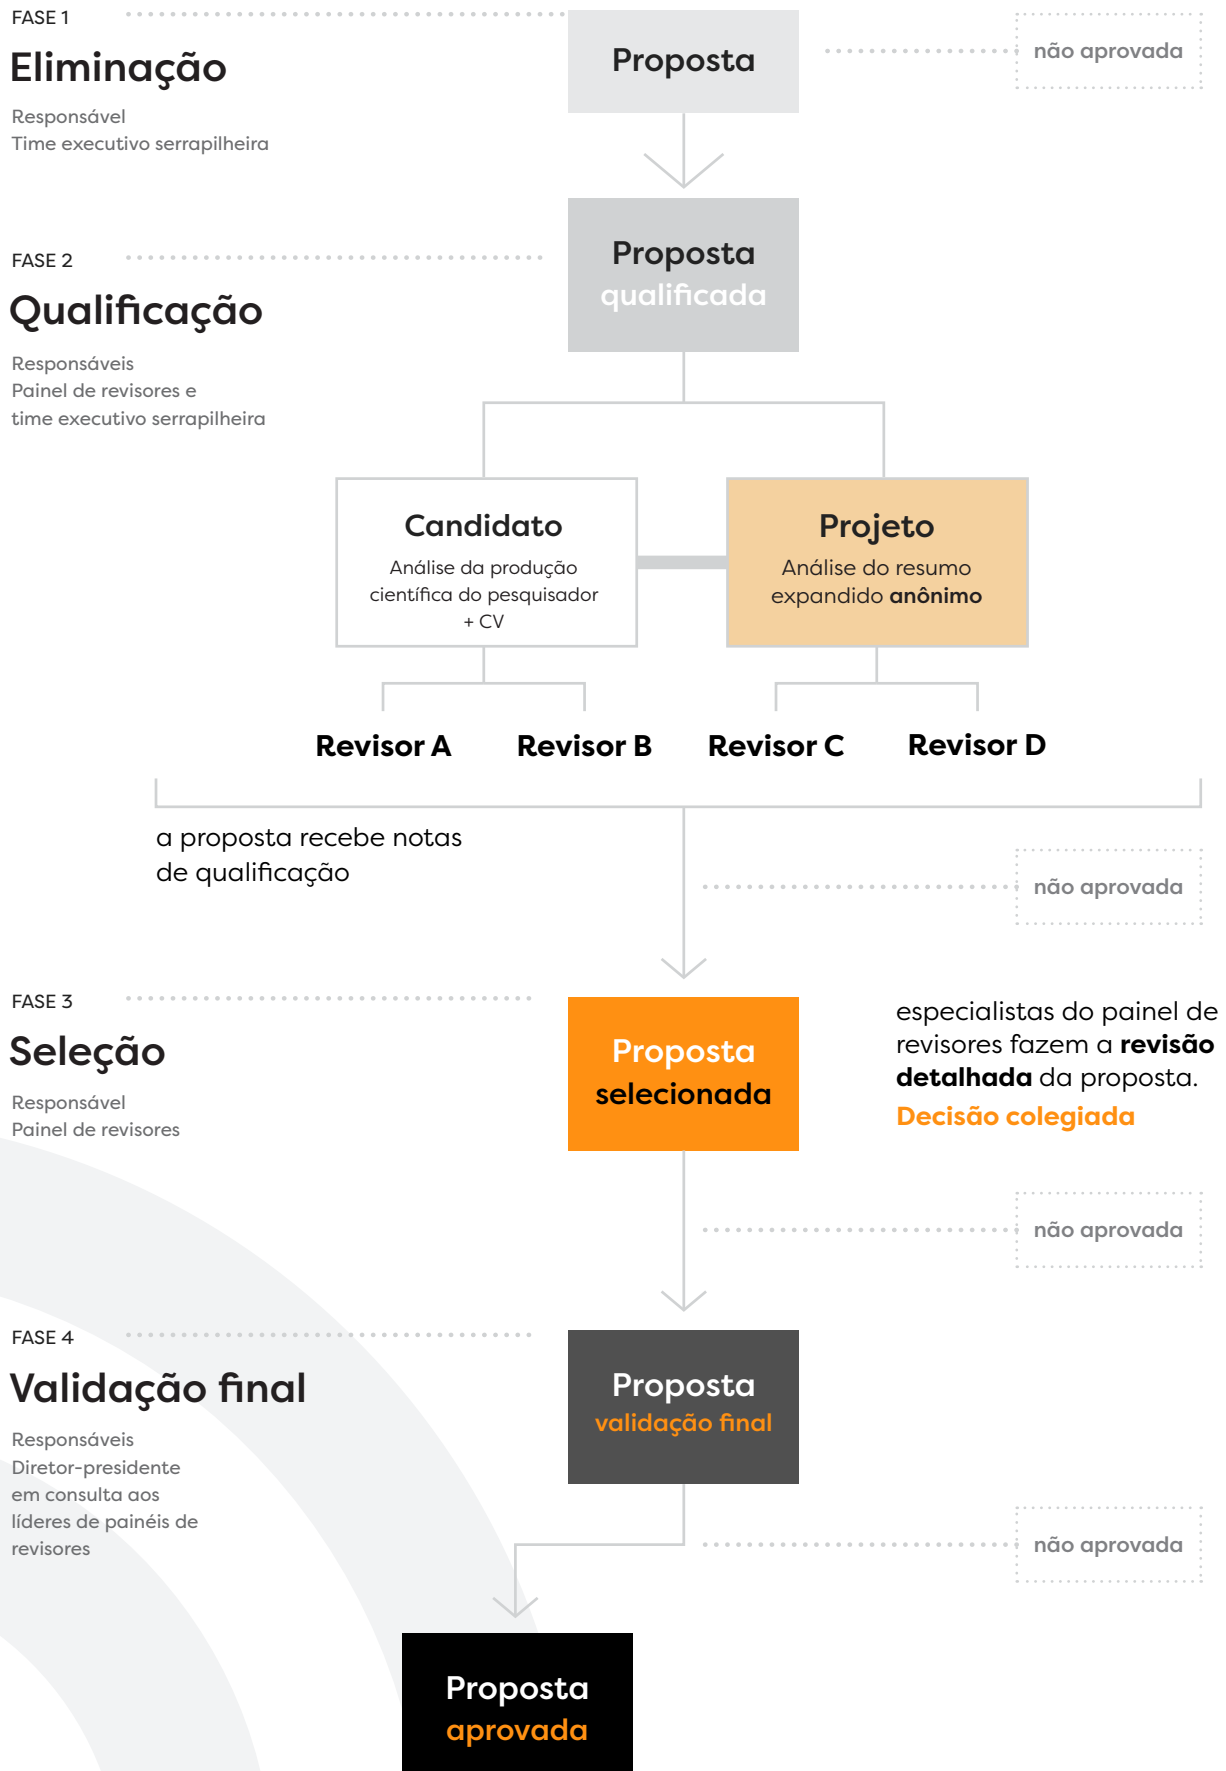 FASE 1
Eliminação
Responsável
Time executivo serrapilheira
Proposta
não aprovada
FASE 2
Qualificação
Responsáveis
Painel de revisores e
time executivo serrapilheira
Proposta
qualificada
Candidato
Análise da produção
científica do pesquisador
+ CV
Projeto
Análise do resumo
expandido anônimo
Revisor A
Revisor B
Revisor C
Revisor D
a proposta recebe notas
de qualificação
não aprovada
FASE 3
Seleção
Responsável
Painel de revisores
Proposta
selecionada
especialistas do painel de
revisores fazem a revisão
detalhada da proposta.
Decisão colegiada
não aprovada
FASE 4
Validação final
Responsáveis
Diretor-presidente
em consulta aos
líderes de painéis de
revisores
Proposta
validação final
não aprovada
Proposta
aprovada